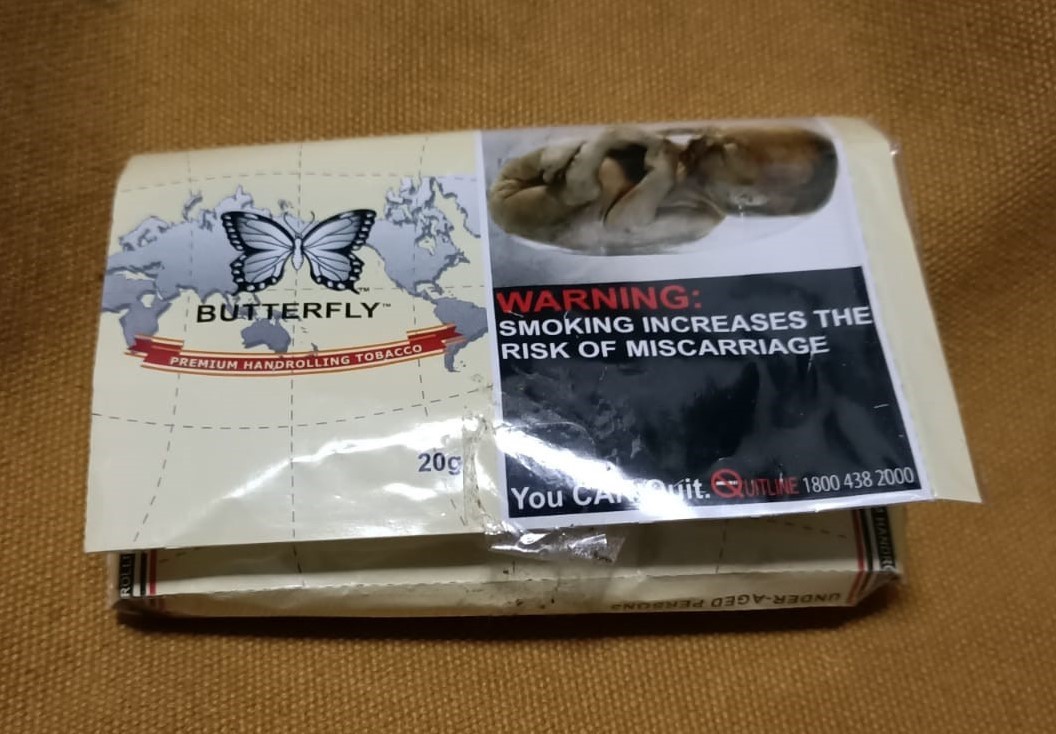 BUTTERFLY™
PREMIUM HANDROLLING TOBACCO
20g
WARNING:
SMOKING INCREASES THE
RISK OF MISCARRIAGE
You CAN Quit. QUITLINE 1800 438 2000
UNDER-AGED PERSONS